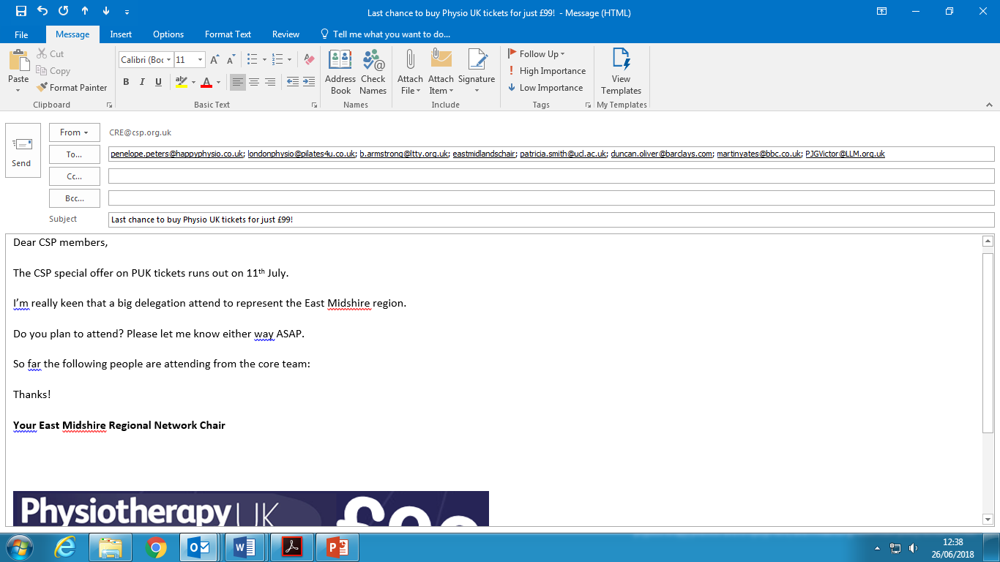 Last chance to buy Physio UK tickets for just £99! - Message (HTML)
File Message Insert Options Format Text Review Tell me what you want to do...
Paste
Cut
Copy
Format Painter
Clipboard
Calibri (Boc 11
B I U
Basic Text
Address Book
Check Names
Names
Attach File
Attach Item
Signature
Include
Follow Up
High Importance
Low Importance
Tags
View Templates
My Templates
Send
From CRE@csp.org.uk
To... penelope.peters@happyphysio.co.uk; londonphysio@pilates4u.co.uk; b.armstrong@ltty.org.uk; eastmidlandschair; patricia.smith@ucl.ac.uk; duncan.oliver@barclays.com; martinyates@bbc.co.uk; PJGVictor@LLM.org.uk
Cc...
Bcc...
Subject Last chance to buy Physio UK tickets for just £99!
Dear CSP members,
The CSP special offer on PUK tickets runs out on 11th July.
I'm really keen that a big delegation attend to represent the East Midshire region.
Do you plan to attend? Please let me know either way ASAP.
So far the following people are attending from the core team:
Thanks!
Your East Midshire Regional Network Chair
Physiotherapy UK
12:38
26/06/2018